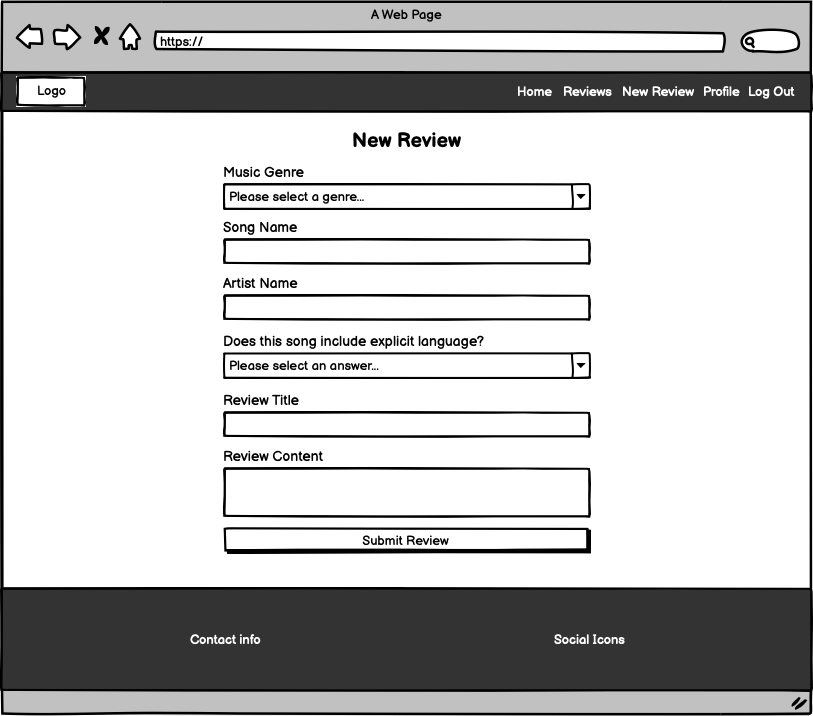 A Web Page
https://
Logo
Home Reviews New Review Profile Log Out
New Review
Music Genre
Please select a genre...
Song Name
Artist Name
Does this song include explicit language?
Please select an answer...
Review Title
Review Content
Submit Review
Contact info
Social Icons